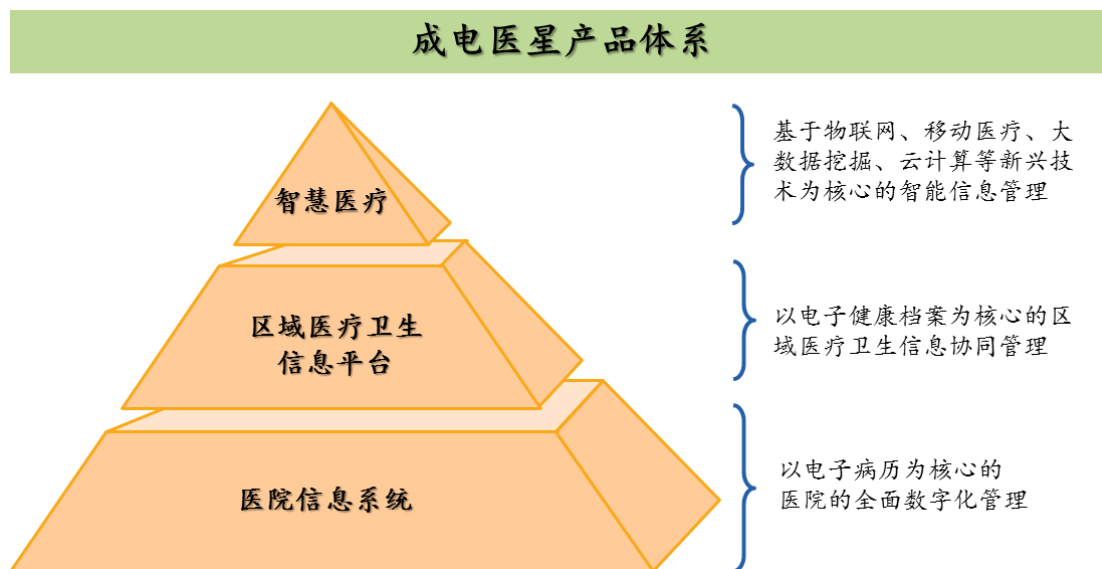 成电医星产品体系
智慧医疗
基于物联网、移动医疗、大
数据挖掘、云计算等新兴技
术为核心的智能信息管理
区域医疗卫生
信息平台
以电子健康档案为核心的区
域医疗卫生信息协同管理
医院信息系统
以电子病历为核心的
医院的全面数字化管理